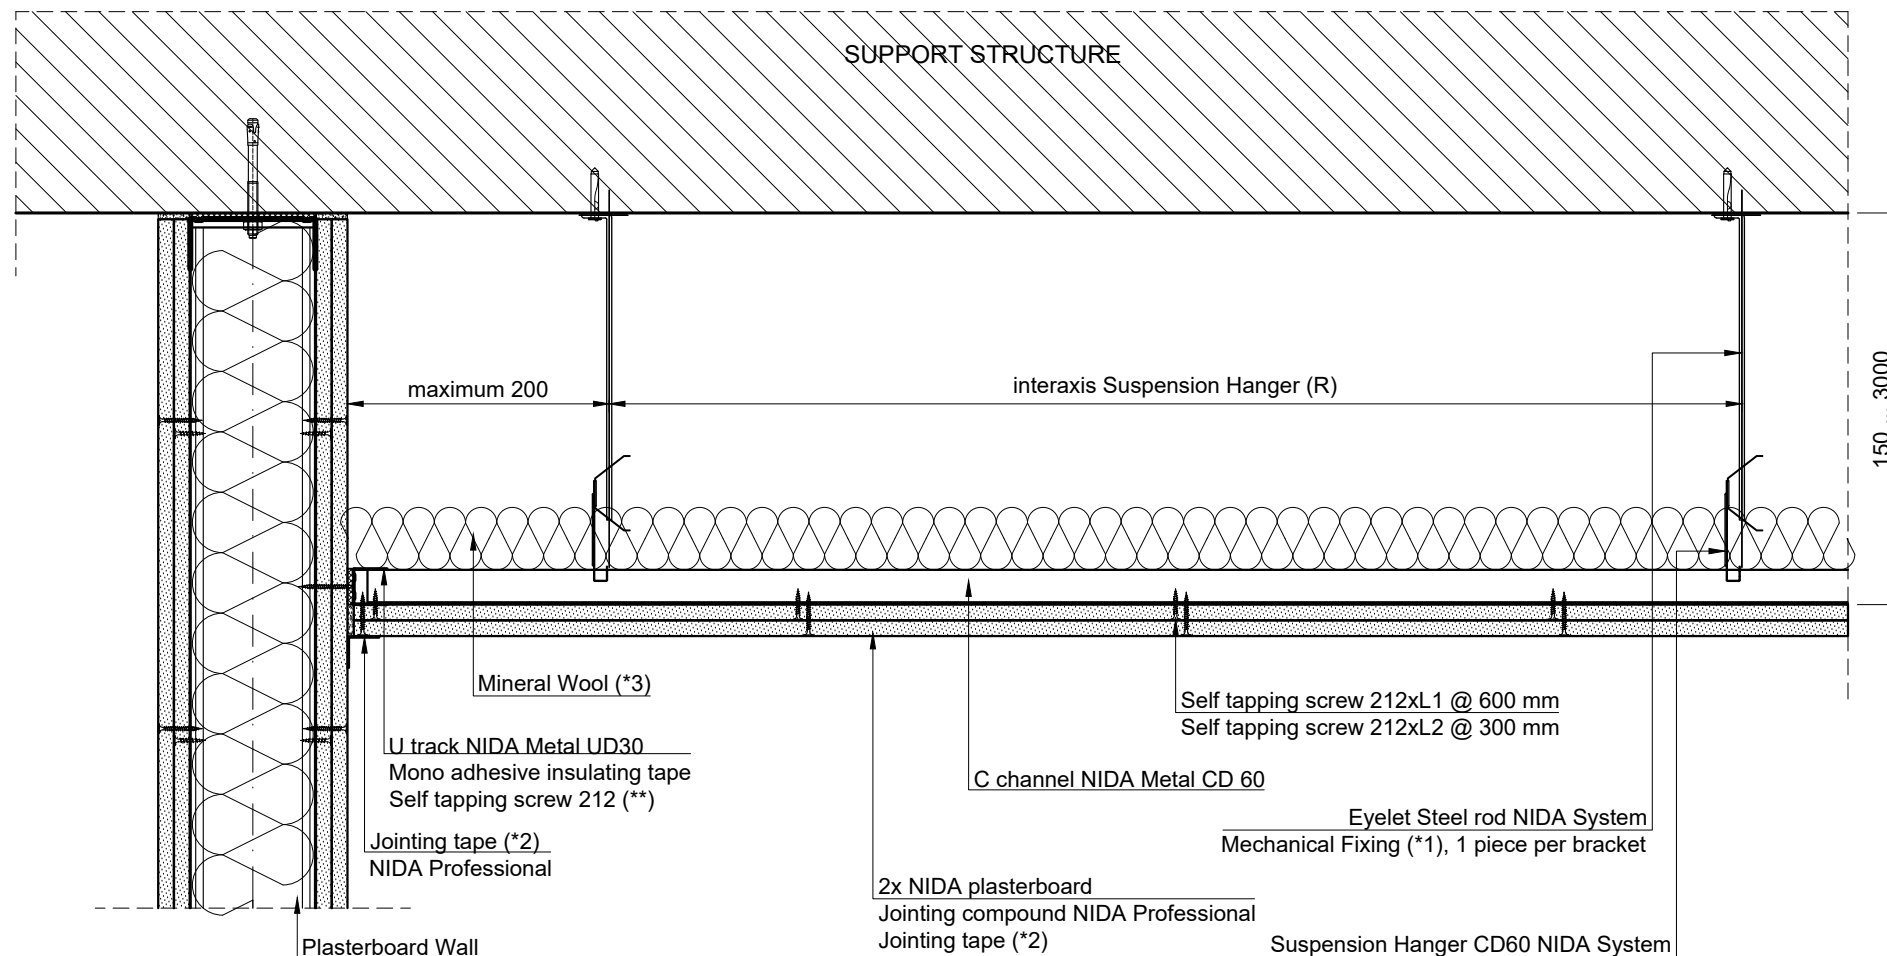 SUPPORT STRUCTURE
maximum 200
interaxis Suspension Hanger (R)
150 ... 3000
Mineral Wool (*3)
Self tapping screw 212xL1 @ 600 mm
Self tapping screw 212xL2 @ 300 mm
U track NIDA Metal UD30
Mono adhesive insulating tape
Self tapping screw 212 (**)
C channel NIDA Metal CD 60
Jointing tape (*2)
NIDA Professional
Eyelet Steel rod NIDA System
Mechanical Fixing (*1), 1 piece per bracket
2x NIDA plasterboard
Jointing compound NIDA Professional
Jointing tape (*2)
Plasterboard Wall
Suspension Hanger CD60 NIDA System